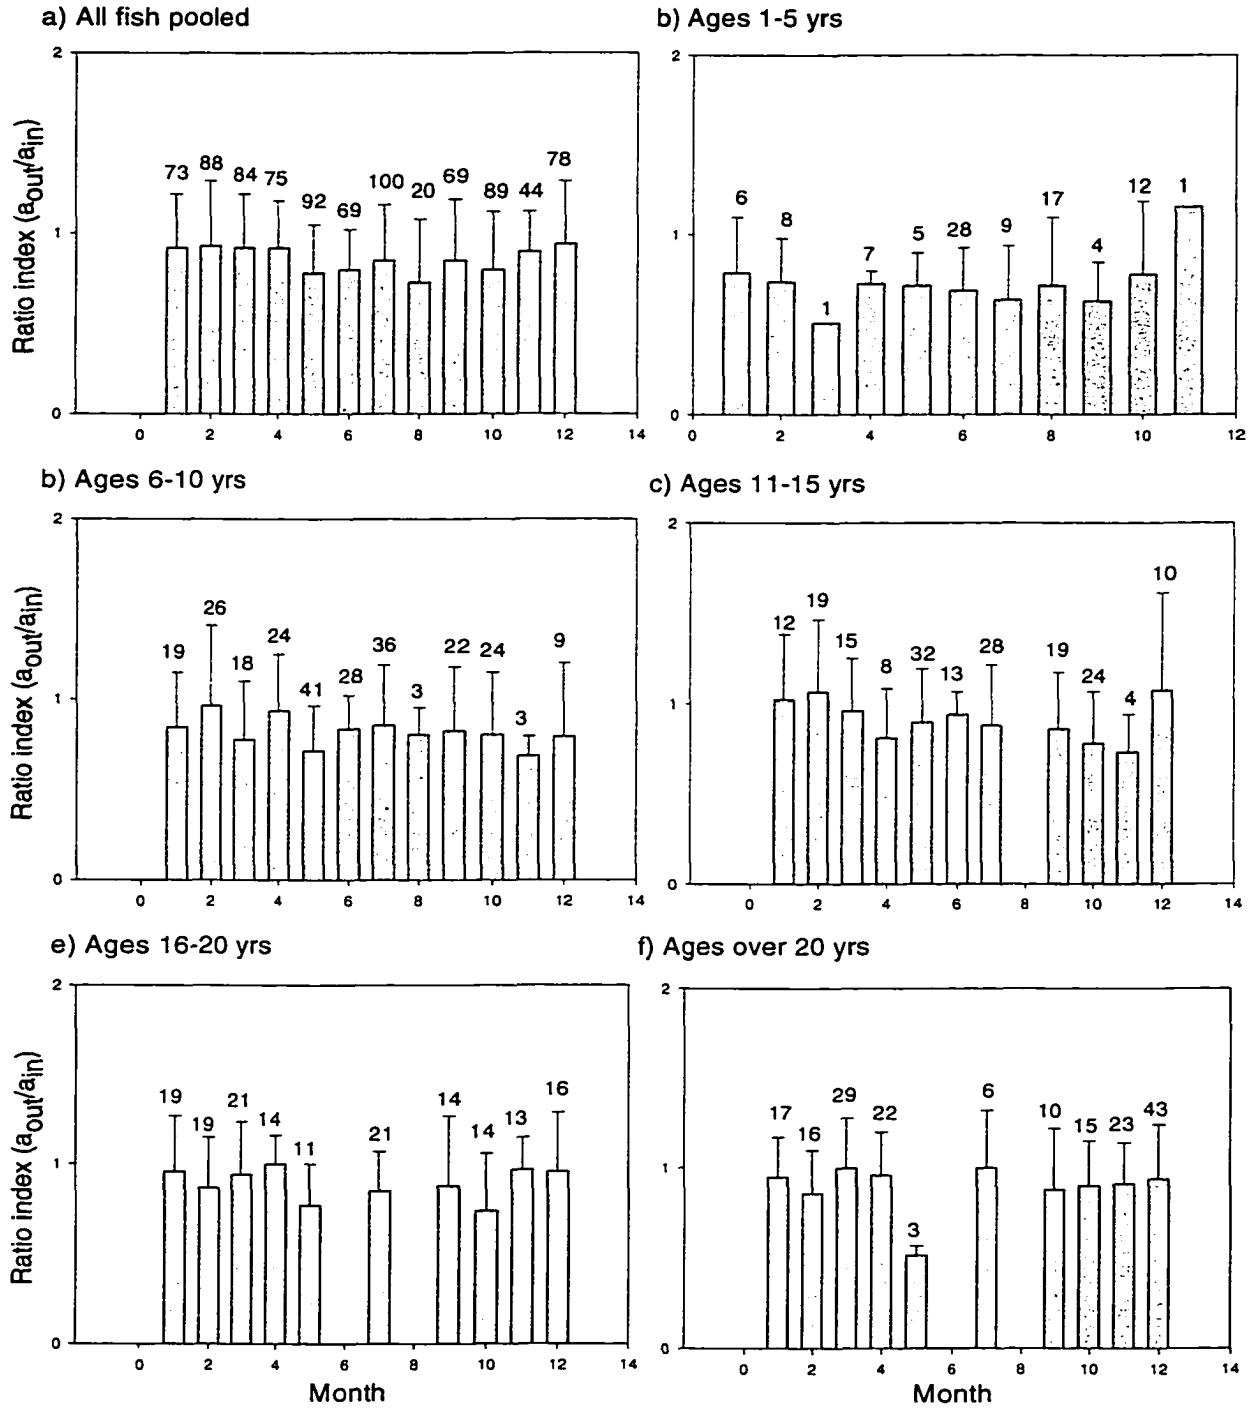 a) All fish pooled
b) Ages 1-5 yrs
Ratio index (aout/ain)
2
1
0
73 88 84 75 92 69 100 20 69 89 44 78
0 2 4 6 8 10 12 14
2
1
0
6 8 1 7 5 28 9 17 4 12 1
0 2 4 6 8 10 12
b) Ages 6-10 yrs
c) Ages 11-15 yrs
Ratio index (aout/ain)
2
1
0
19 26 18 24 41 28 36 3 22 24 3 9
0 2 4 6 8 10 12 14
2
1
0
12 19 15 8 32 13 28 19 24 4 10
0 2 4 6 8 10 12 14
e) Ages 16-20 yrs
f) Ages over 20 yrs
Ratio index (aout/ain)
2
1
0
19 19 21 14 11 21 14 14 13 16
0 2 4 6 8 10 12 14
Month
2
1
0
17 16 29 22 3 6 10 15 23 43
0 2 4 6 8 10 12 14
Month